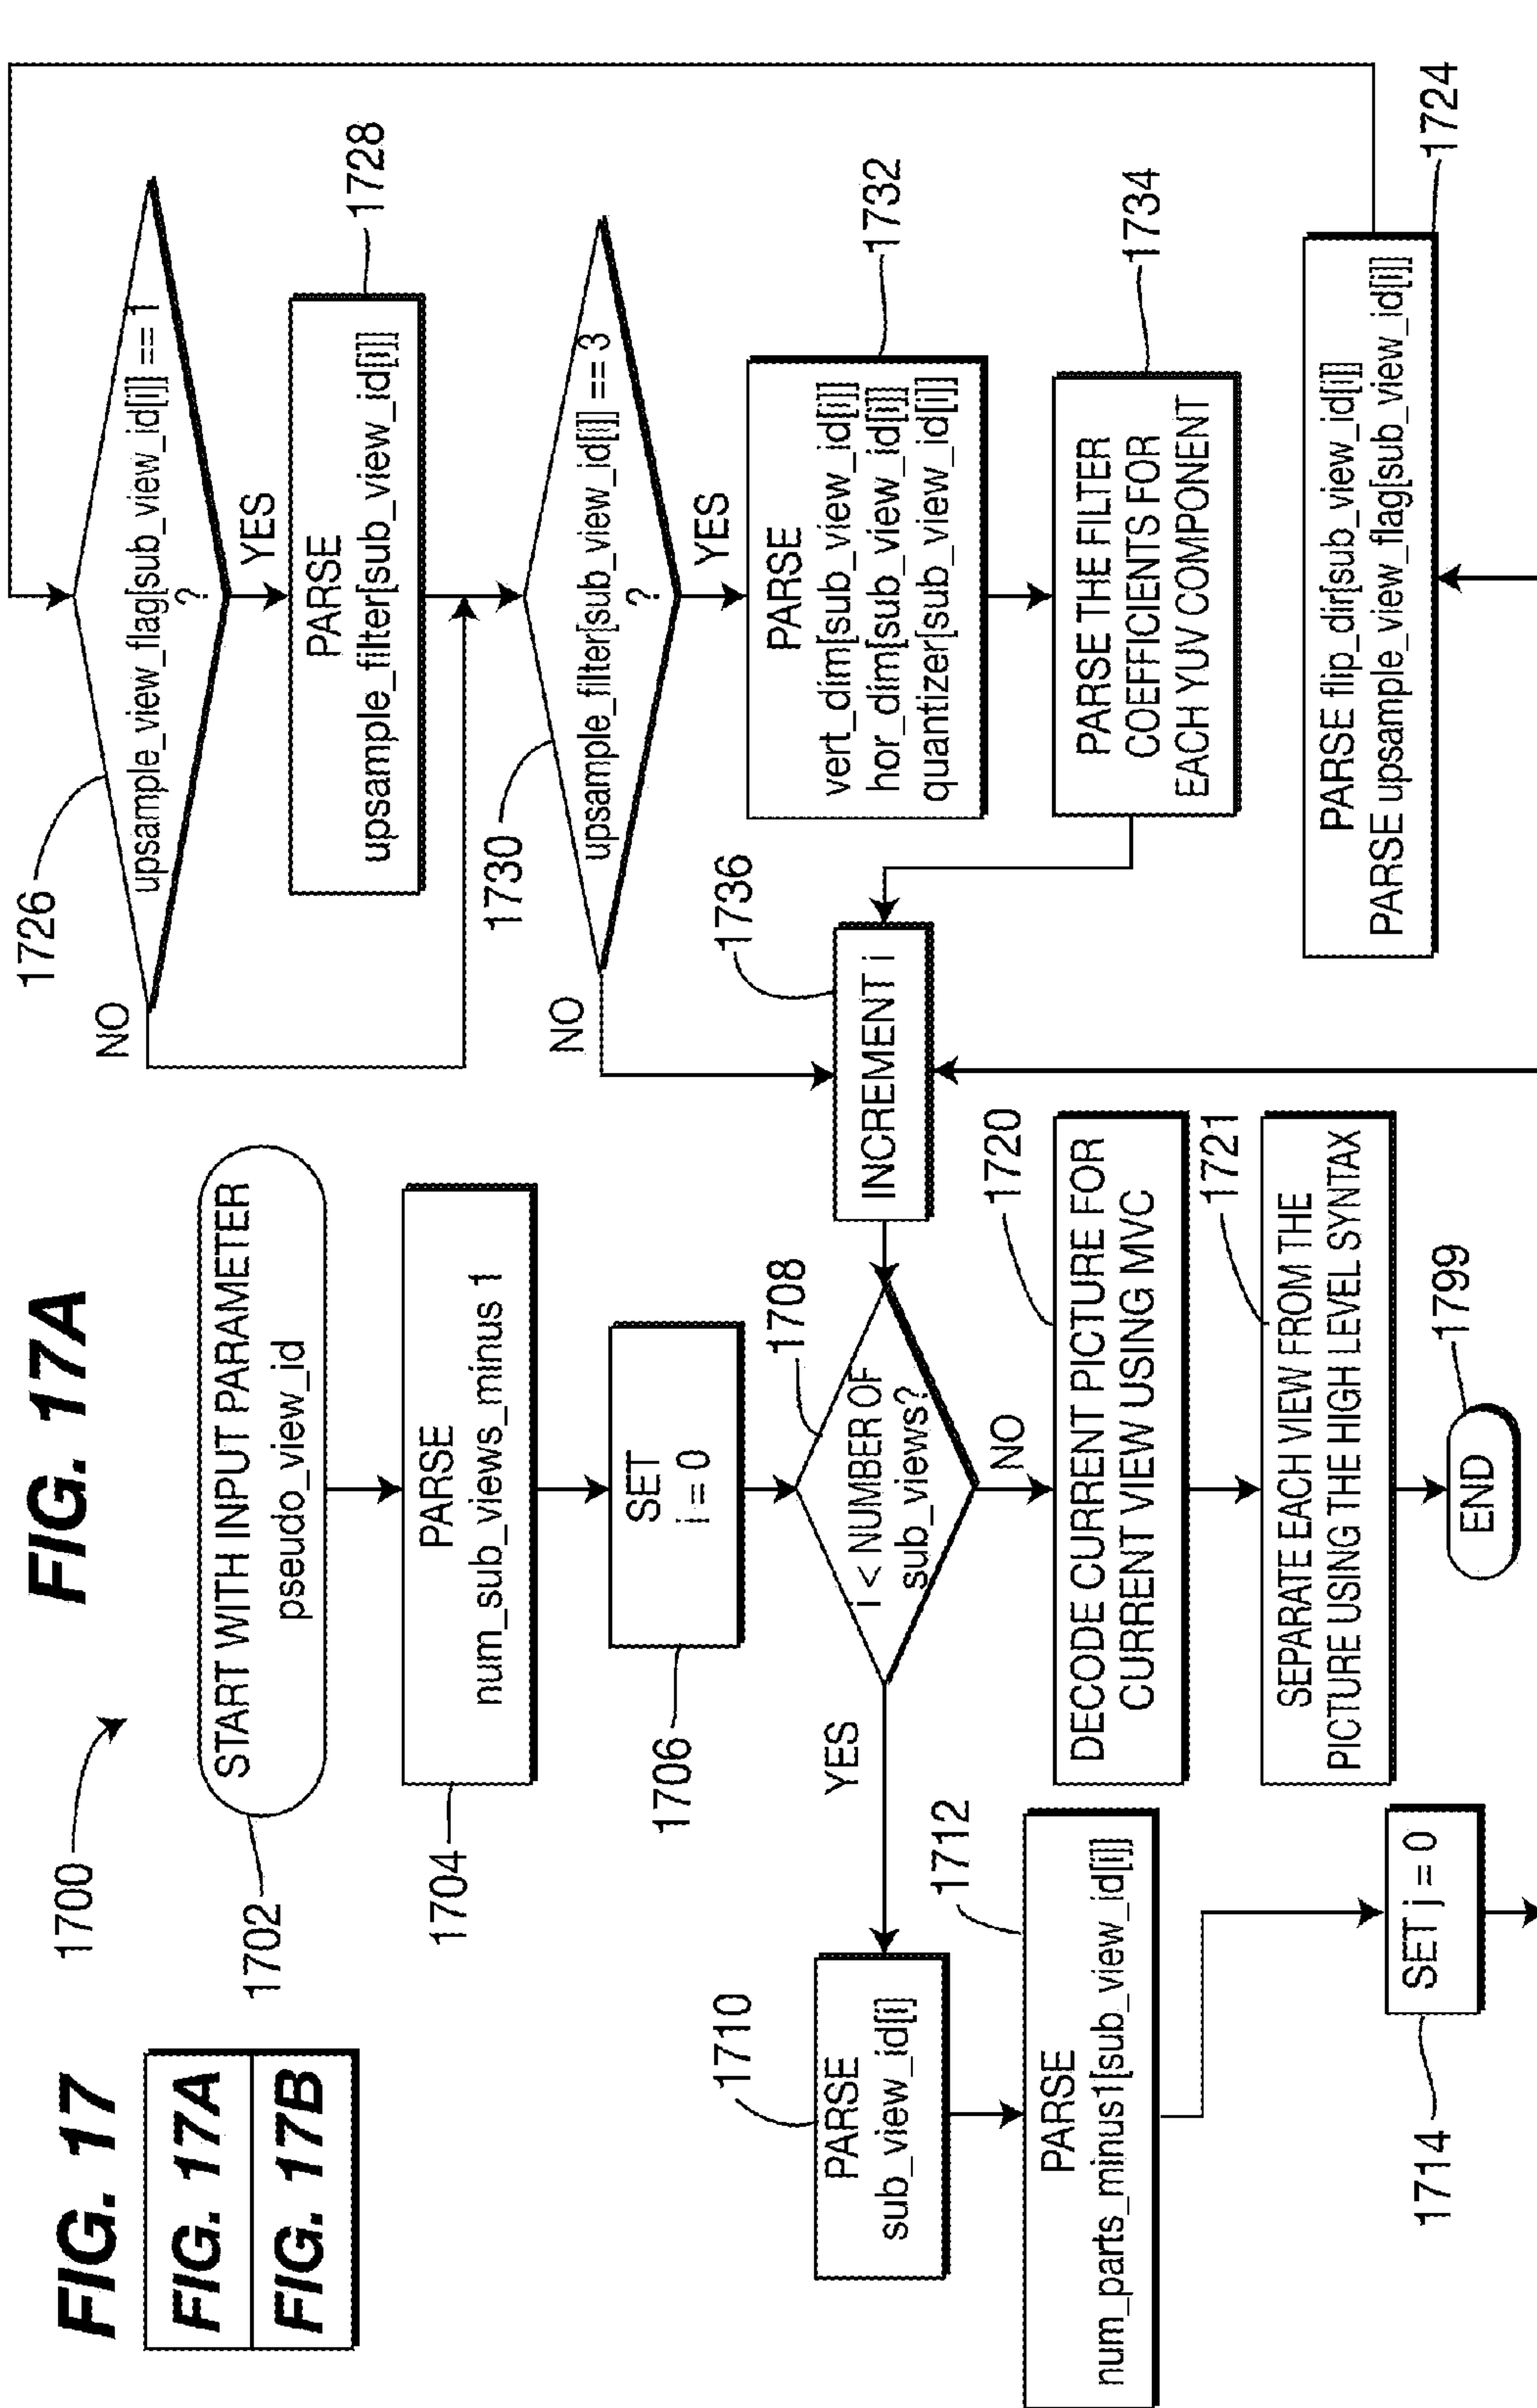 FIG. 17
FIG. 17A
FIG. 17B
FIG. 17A
1700
1702
START WITH INPUT PARAMETER
pseudo_view_id
1704
PARSE
num_sub_views_minus 1
1706
SET
i = 0
1708
i < NUMBER OF
sub_views?
YES
NO
1710
PARSE
sub_view_id[i]
1712
PARSE
num_parts_minus1[sub_view_id[i]]
1714
SET j = 0
1720
DECODE CURRENT PICTURE FOR
CURRENT VIEW USING MVC
1721
SEPARATE EACH VIEW FROM THE
PICTURE USING THE HIGH LEVEL SYNTAX
1799
END
1726
upsample_view_flag[sub_view_id[i]] == 1
?
NO
YES
1728
PARSE
upsample_filter[sub_view_id[i]]
1730
upsample_filter[sub_view_id[i]] == 3
?
NO
YES
1732
PARSE
vert_dim[sub_view_id[i]]
hor_dim[sub_view_id[i]]
quantizer[sub_view_id[i]]
1734
PARSE THE FILTER
COEFFICIENTS FOR
EACH YUV COMPONENT
1736
INCREMENT i
1724
PARSE flip_dir[sub_view_id[i]]
PARSE upsample_view_flag[sub_view_id[i]]